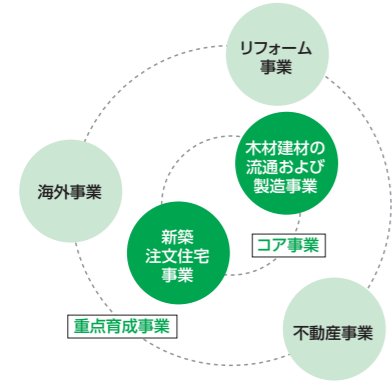 リフォーム
事業
木材建材の
流通および
製造事業
海外事業
新築
注文住宅
事業
コア事業
重点育成事業
不動産事業